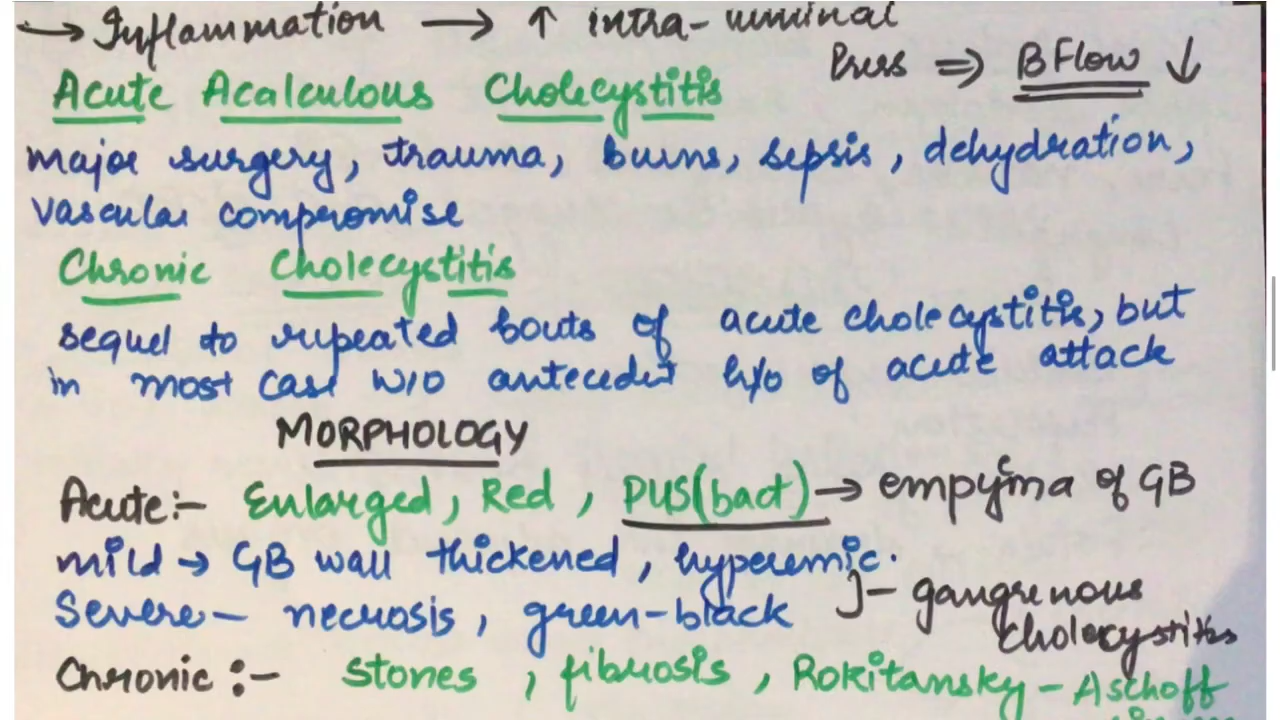 → Inflammation → ↑ intra-luminal
Press ⇒ BFlow ↓
Acute Acalculous Cholecystitis
major surgery, trauma, burns, sepsis, dehydration,
vascular compromise
Chronic Cholecystitis
sequel to repeated bouts of acute cholecystitis, but
in most case w/o antecedent h/o of acute attack
MORPHOLOGY
Acute:- Enlarged, Red, PUS(bact) → empyema of GB
mild → GB wall thickened, hyperemic.
Severe - necrosis, green-black ] - gangrenous
cholecystitis
Chronic :- stones, fibrosis, Rokitansky - Aschoff